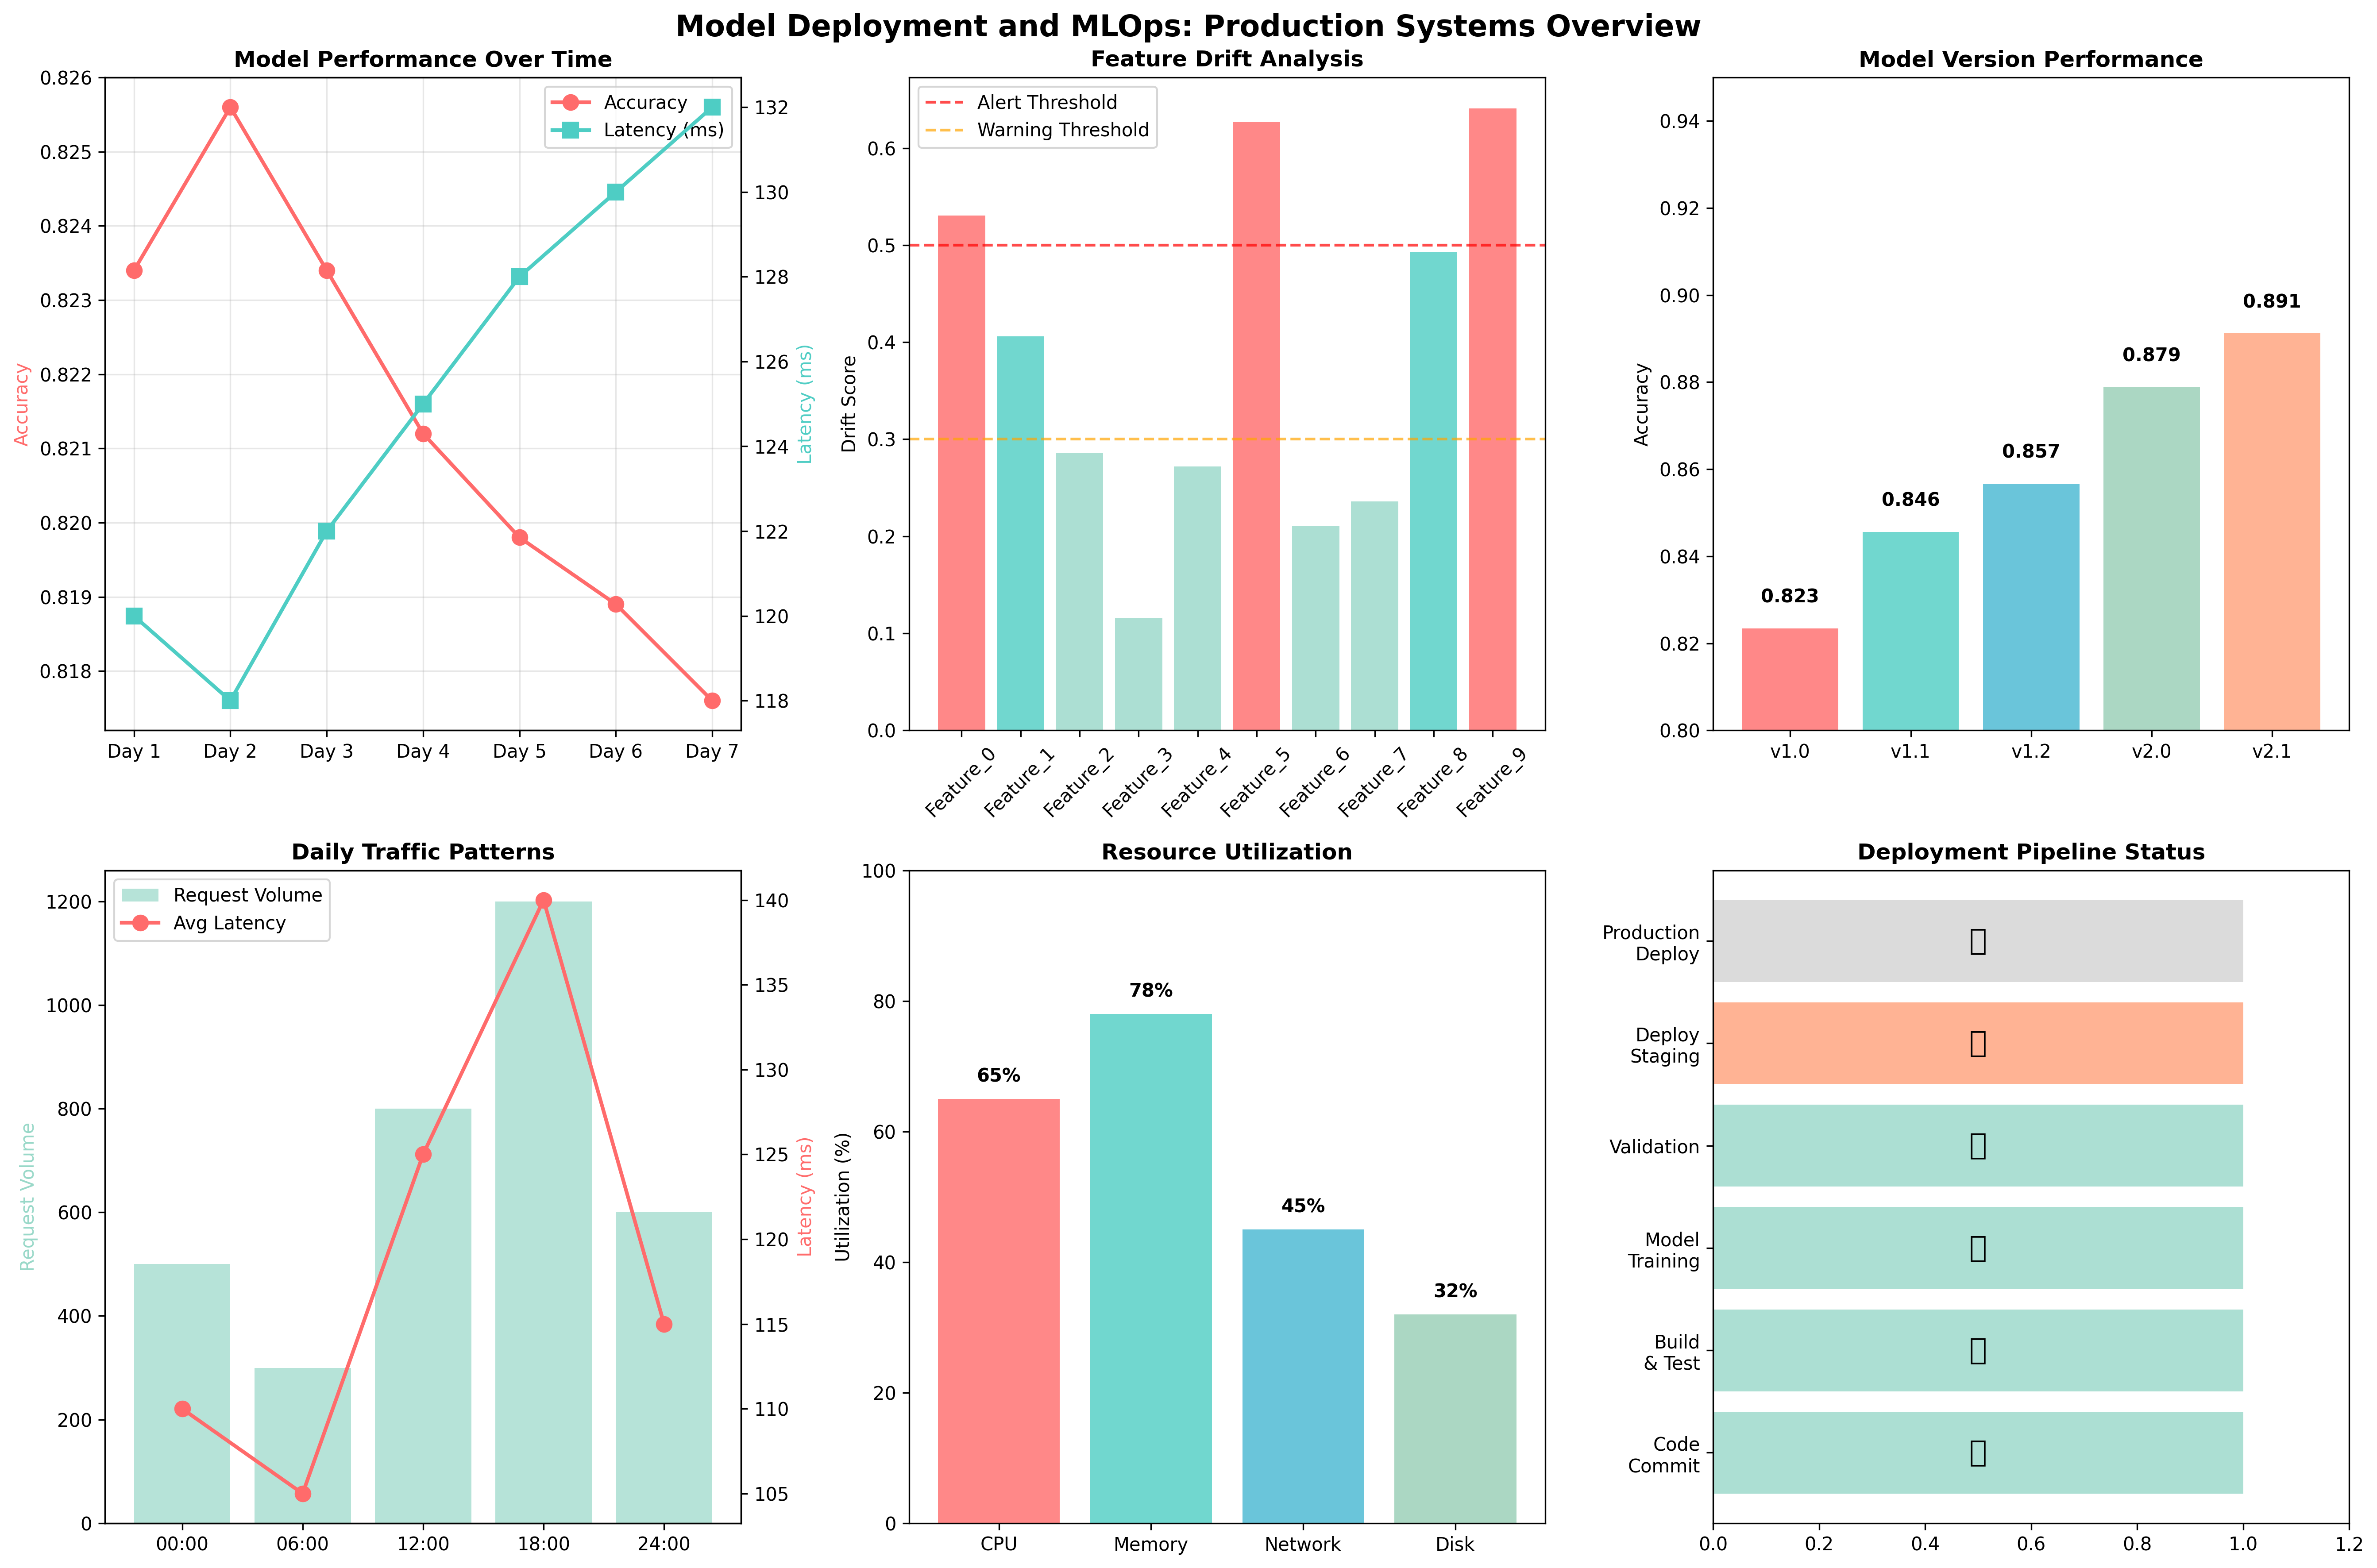 Model Deployment and MLOps: Production Systems Overview
Model Performance Over Time
Accuracy
Latency (ms)
0.826
0.825
0.824
0.823
0.822
0.821
0.820
0.819
0.818
Accuracy
132
130
128
126
124
122
120
118
Latency (ms)
Day 1
Day 2
Day 3
Day 4
Day 5
Day 6
Day 7
Feature Drift Analysis
Alert Threshold
Warning Threshold
0.6
0.5
0.4
0.3
0.2
0.1
0.0
Drift Score
Feature_0
Feature_1
Feature_2
Feature_3
Feature_4
Feature_5
Feature_6
Feature_7
Feature_8
Feature_9
Model Version Performance
0.94
0.92
0.90
0.88
0.86
0.84
0.82
0.80
Accuracy
0.823
0.846
0.857
0.879
0.891
v1.0
v1.1
v1.2
v2.0
v2.1
Daily Traffic Patterns
Request Volume
Avg Latency
1200
1000
800
600
400
200
0
Request Volume
140
135
130
125
120
115
110
105
Latency (ms)
00:00
06:00
12:00
18:00
24:00
Resource Utilization
100
80
60
40
20
0
Utilization (%)
65%
78%
45%
32%
CPU
Memory
Network
Disk
Deployment Pipeline Status
Production
Deploy
Deploy
Staging
Validation
Model
Training
Build
& Test
Code
Commit
0.0
0.2
0.4
0.6
0.8
1.0
1.2